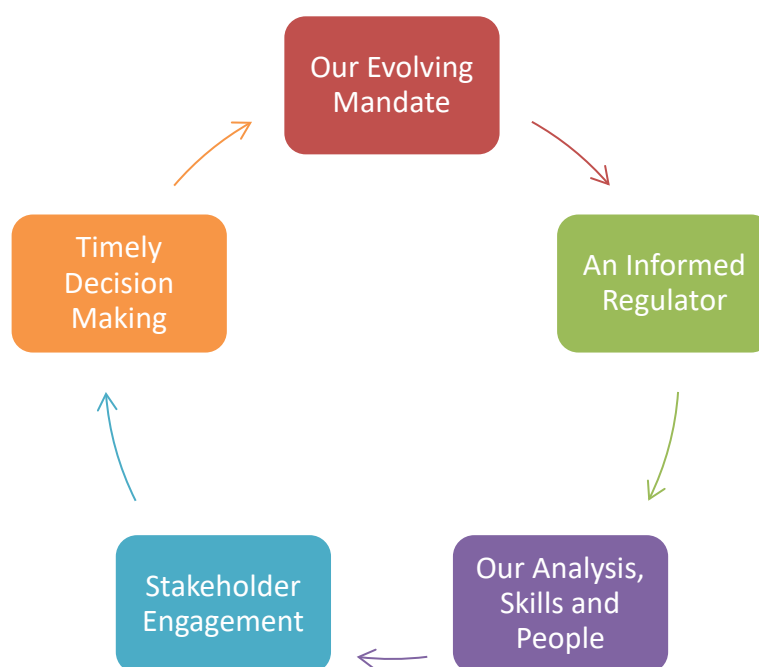 Our Evolving
Mandate
An Informed
Regulator
Our Analysis,
Skills and
People
Stakeholder
Engagement
Timely
Decision
Making